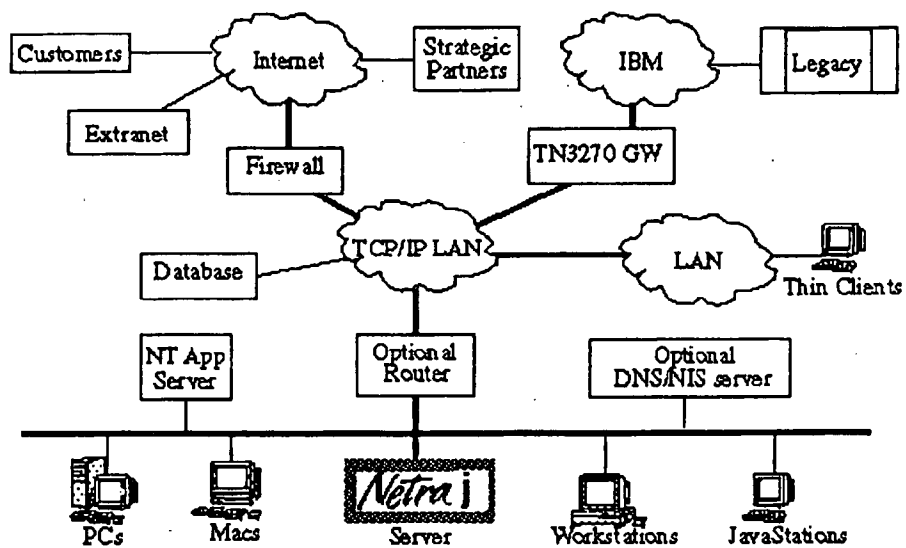 Customers
Internet
Strategic
Partners
IBM
Legacy
Extranet
Firewall
TN3270 GW
TCP/IP LAN
Database
LAN
Thin Clients
NT App
Server
Optional
Router
Optional
DNS/NIS server
PCs
Macs
Netra j
Server
Workstations
JavaStations